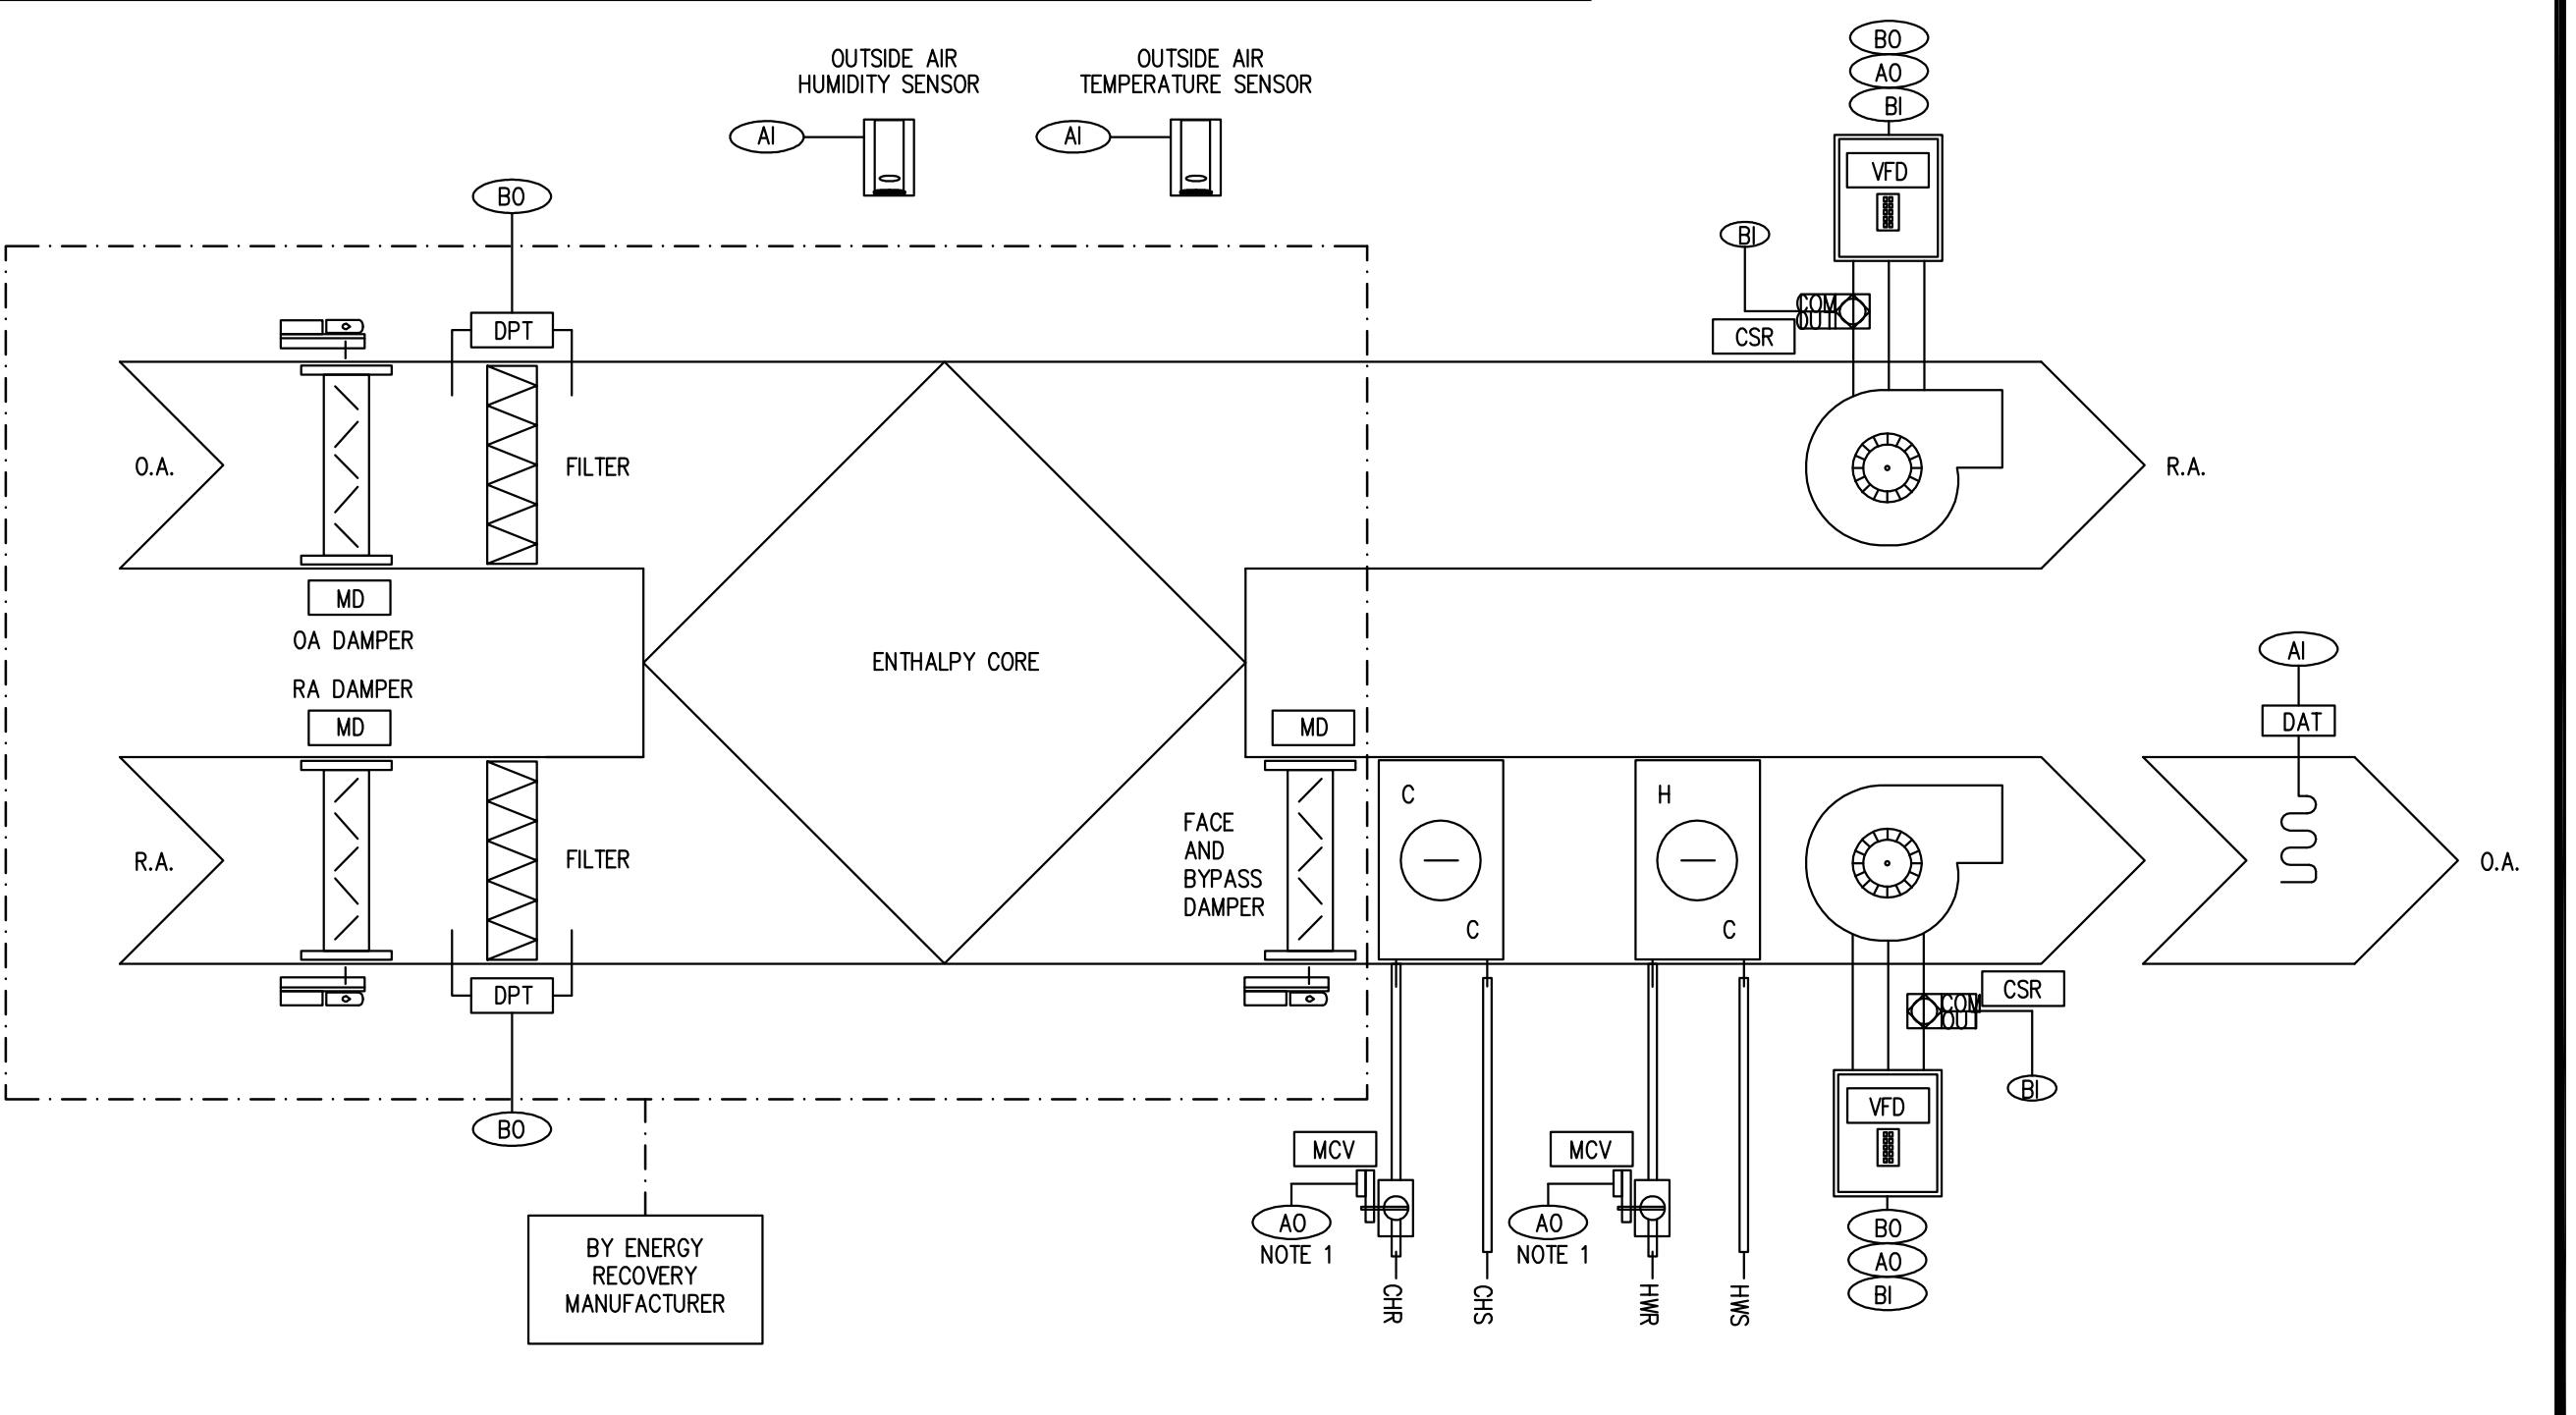 OUTSIDE AIR
HUMIDITY SENSOR
AI
OUTSIDE AIR
TEMPERATURE SENSOR
AI
BO
AO
BI
VFD
BI
COM
OUT
CSR
BO
DPT
O.A.
FILTER
R.A.
MD
OA DAMPER
RA DAMPER
MD
ENTHALPY CORE
MD
AI
DAT
R.A.
FILTER
FACE
AND
BYPASS
DAMPER
C
C
H
C
O.A.
DPT
BO
COM
OUT
CSR
BI
VFD
BO
AO
BI
MCV
AO
NOTE 1
MCV
AO
NOTE 1
CHR
CHS
HWR
HWS
BY ENERGY
RECOVERY
MANUFACTURER